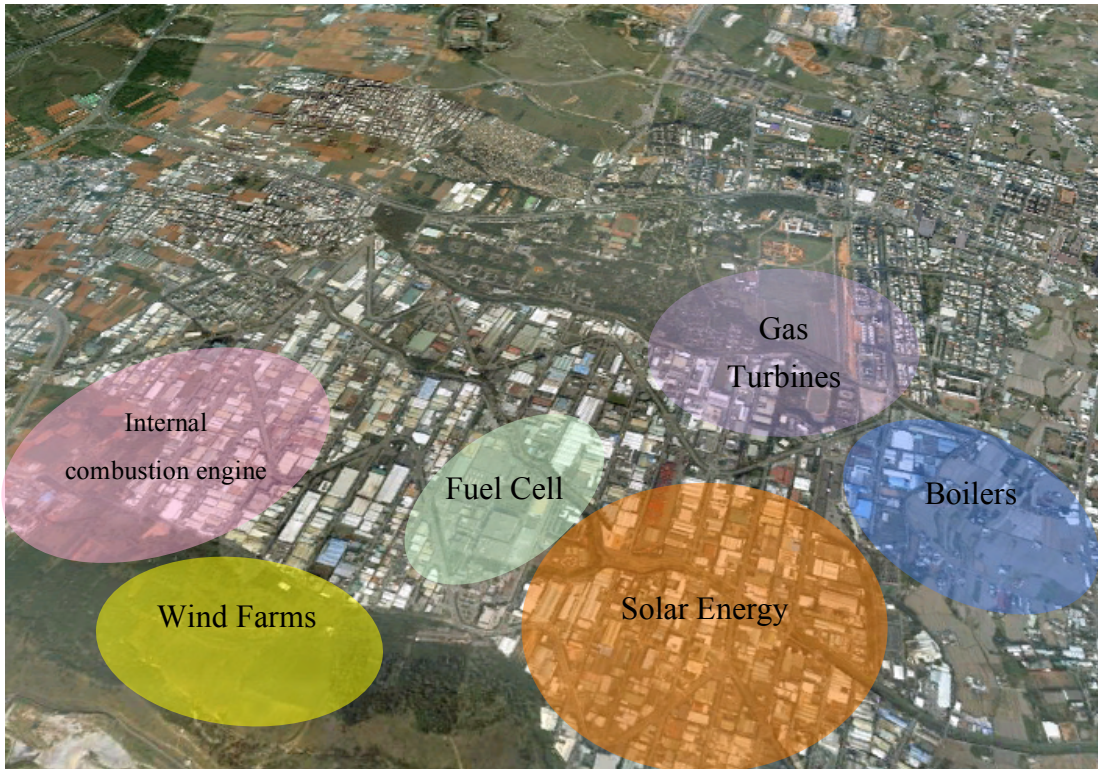 Gas
Turbines
Internal
combustion engine
Fuel Cell
Boilers
Wind Farms
Solar Energy